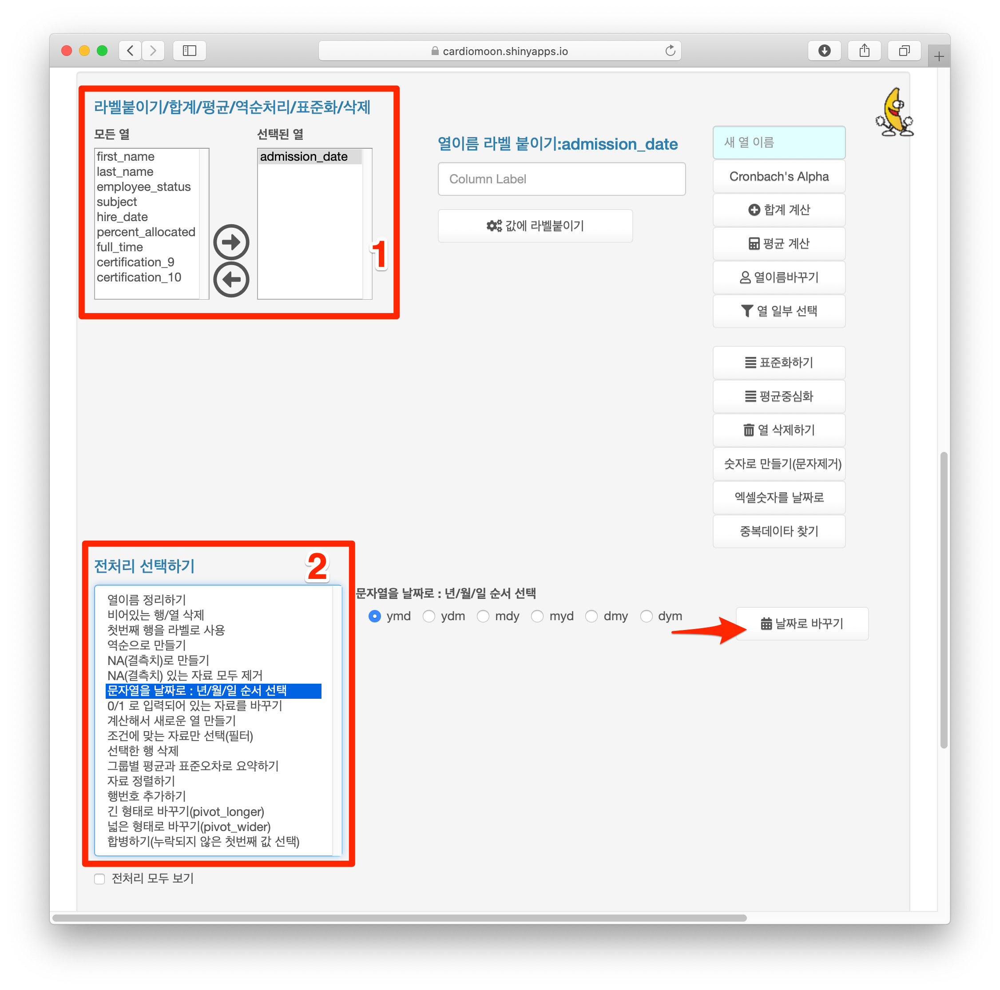 cardiomoon.shinyapps.io
라벨붙이기/합계/평균/역순처리/표준화/삭제
모든 열
first_name
last_name
employee_status
subject
hire_date
percent_allocated
full_time
certification_9
certification_10
선택된 열
admission_date
1
열이름 라벨 붙이기:admission_date
Column Label
값에 라벨붙이기
새 열 이름
Cronbach's Alpha
합계 계산
평균 계산
열이름바꾸기
열 일부 선택
표준화하기
평균중심화
열 삭제하기
숫자로 만들기(문자제거)
엑셀숫자를 날짜로
중복데이타 찾기
전처리 선택하기
2
열이름 정리하기
비어있는 행/열 삭제
첫번째 행을 라벨로 사용
역순으로 만들기
NA(결측치)로 만들기
NA(결측치) 있는 자료 모두 제거
문자열을 날짜로 : 년/월/일 순서 선택
0/1 로 입력되어 있는 자료를 바꾸기
계산해서 새로운 열 만들기
조건에 맞는 자료만 선택(필터)
선택한 행 삭제
그룹별 평균과 표준오차로 요약하기
자료 정렬하기
행번호 추가하기
긴 형태로 바꾸기(pivot_longer)
넓은 형태로 바꾸기(pivot_wider)
합병하기(누락되지 않은 첫번째 값 선택)
전처리 모두 보기
문자열을 날짜로 : 년/월/일 순서 선택
ymd ydm mdy myd dmy dym
날짜로 바꾸기